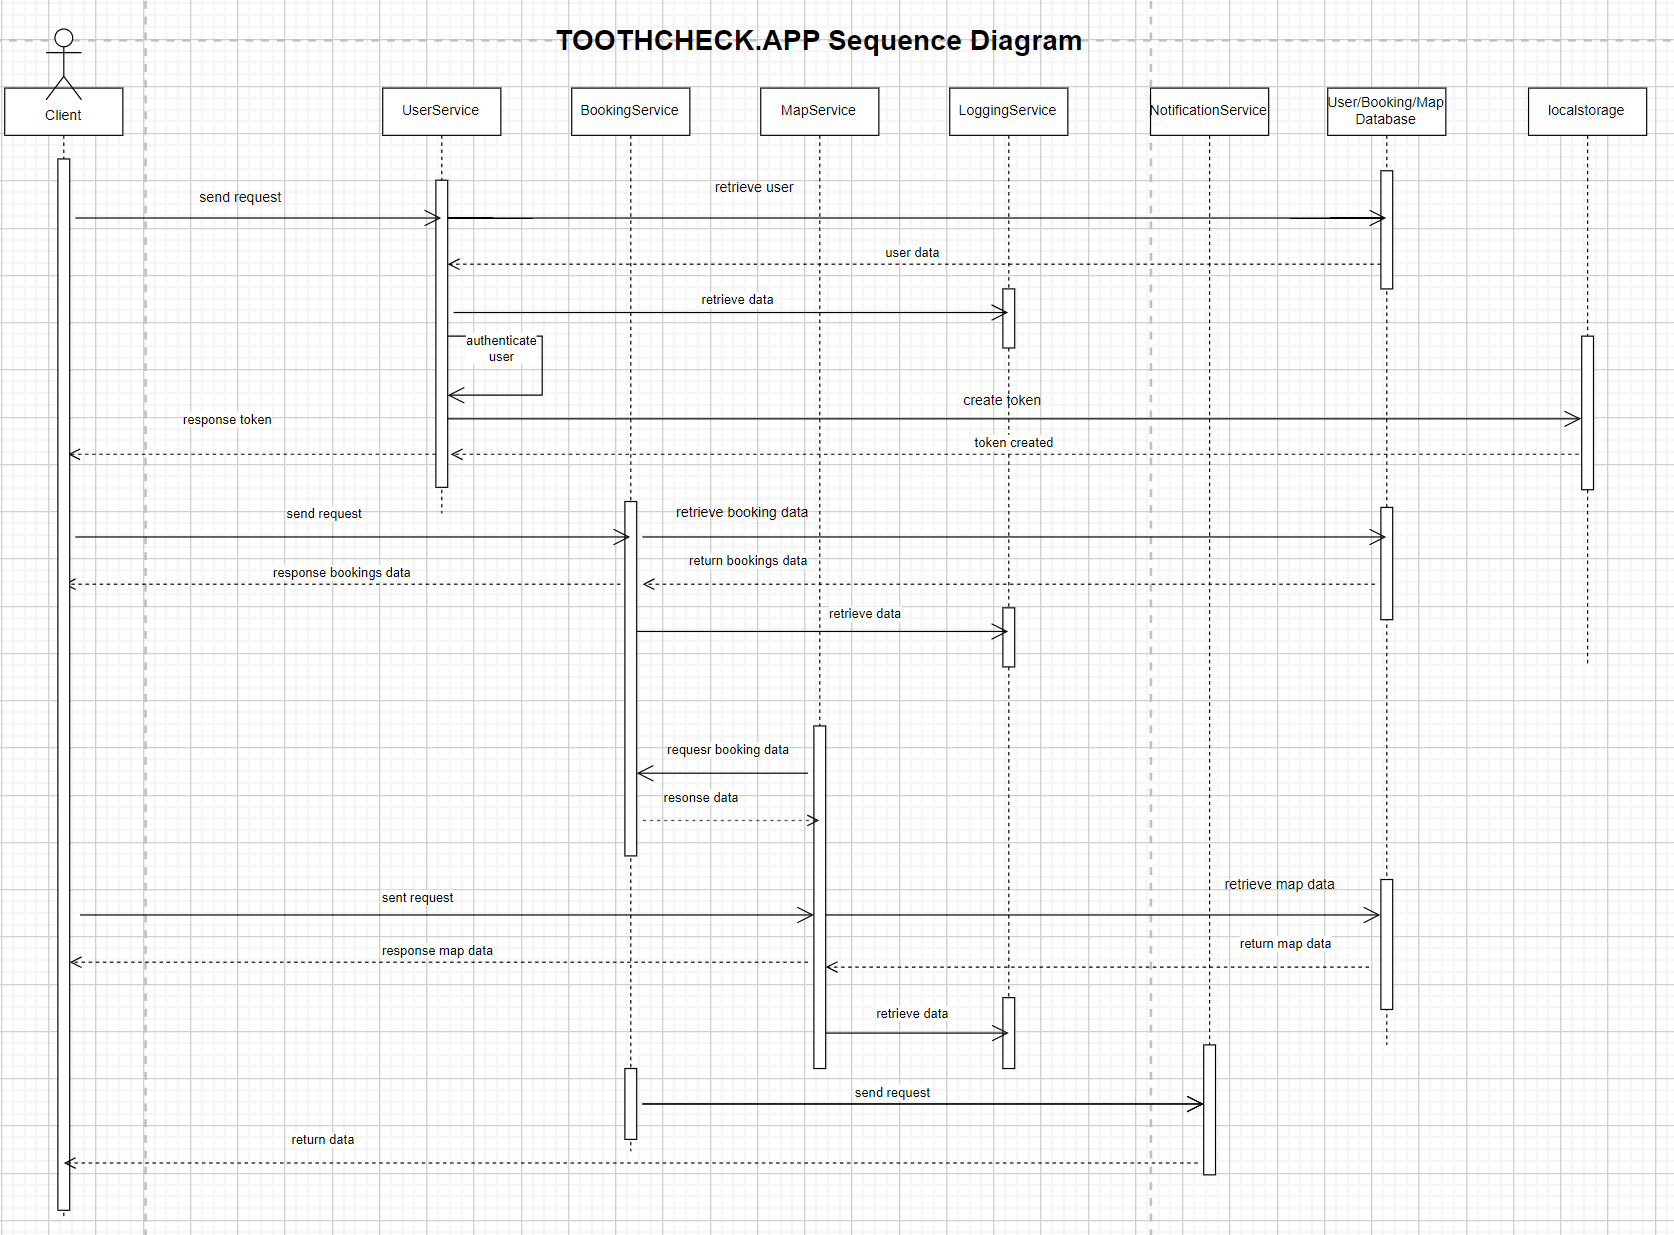 TOOTHCHECK.APP Sequence Diagram
Client
UserService
BookingService
MapService
LoggingService
NotificationService
User/Booking/Map
Database
localstorage
send request
retrieve user
user data
retrieve data
authenticate
user
create token
response token
token created
send request
retrieve booking data
return bookings data
response bookings data
retrieve data
requesr booking data
resonse data
retrieve map data
sent request
return map data
response map data
retrieve data
send request
return data